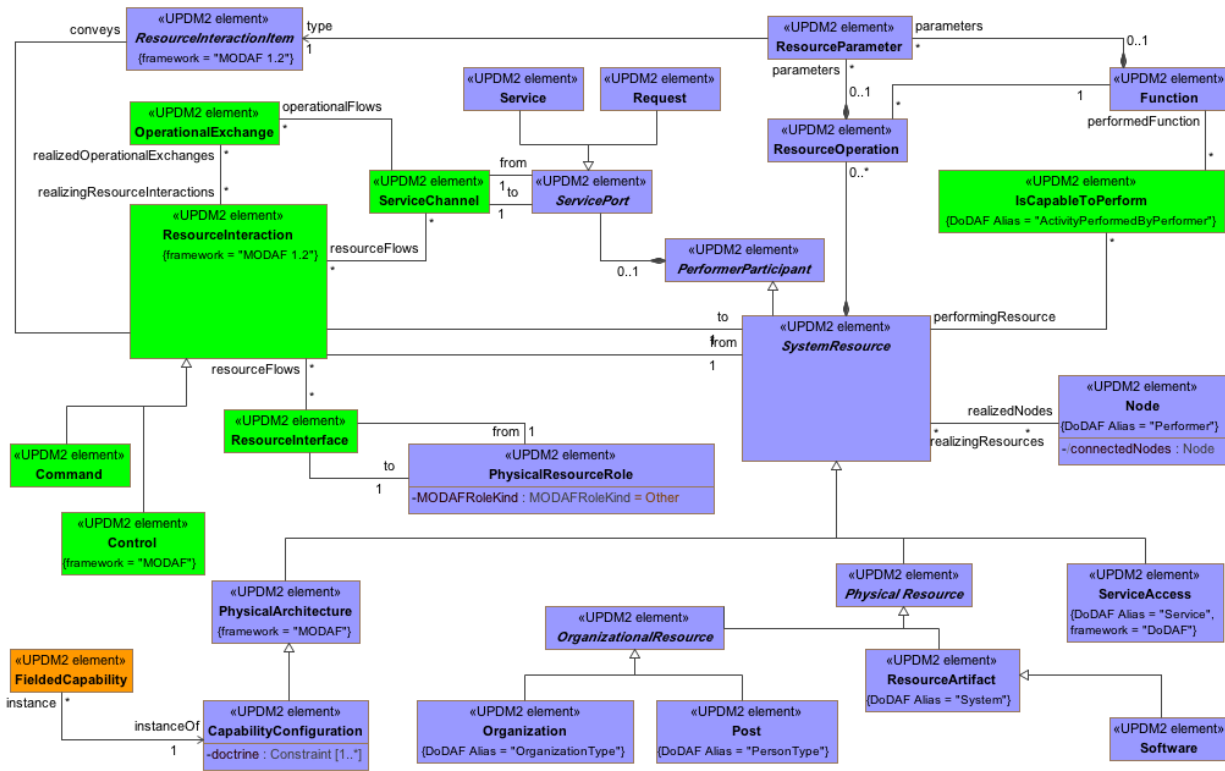 conveys
«UPDM2 element»
ResourceInteractionItem
{framework = "MODAF 1.2"}
type
1
«UPDM2 element»
ResourceParameter
parameters
*
0..1
parameters
*
«UPDM2 element»
Service
«UPDM2 element»
Request
«UPDM2 element»
Function
1
*
0..1
performedFunction
*
«UPDM2 element»
OperationalExchange
operationalFlows
*
*
realizedOperationalExchanges
*
realizingResourceInteractions
«UPDM2 element»
ResourceOperation
0..*
«UPDM2 element»
ServiceChannel
from
1
to
1
«UPDM2 element»
ServicePort
«UPDM2 element»
IsCapableToPerform
{DoDAF Alias = "ActivityPerformedByPerformer"}
*
«UPDM2 element»
ResourceInteraction
{framework = "MODAF 1.2"}
*
resourceFlows
*
0..1
«UPDM2 element»
PerformerParticipant
to
1
from
1
«UPDM2 element»
SystemResource
performingResource
resourceFlows
*
*
«UPDM2 element»
ResourceInterface
from
1
to
1
«UPDM2 element»
PhysicalResourceRole
-MODAFRoleKind : MODAFRoleKind = Other
realizedNodes
*
*
realizingResources
«UPDM2 element»
Node
{DoDAF Alias = "Performer"}
-/connectedNodes : Node
«UPDM2 element»
Command
«UPDM2 element»
Control
{framework = "MODAF"}
«UPDM2 element»
PhysicalArchitecture
{framework = "MODAF"}
«UPDM2 element»
Physical Resource
«UPDM2 element»
ServiceAccess
{DoDAF Alias = "Service",
framework = "DoDAF"}
«UPDM2 element»
OrganizationalResource
«UPDM2 element»
ResourceArtifact
{DoDAF Alias = "System"}
«UPDM2 element»
FieldedCapability
instance
*
instanceOf
1
«UPDM2 element»
CapabilityConfiguration
-doctrine : Constraint [1..*]
«UPDM2 element»
Organization
{DoDAF Alias = "OrganizationType"}
«UPDM2 element»
Post
{DoDAF Alias = "PersonType"}
«UPDM2 element»
Software